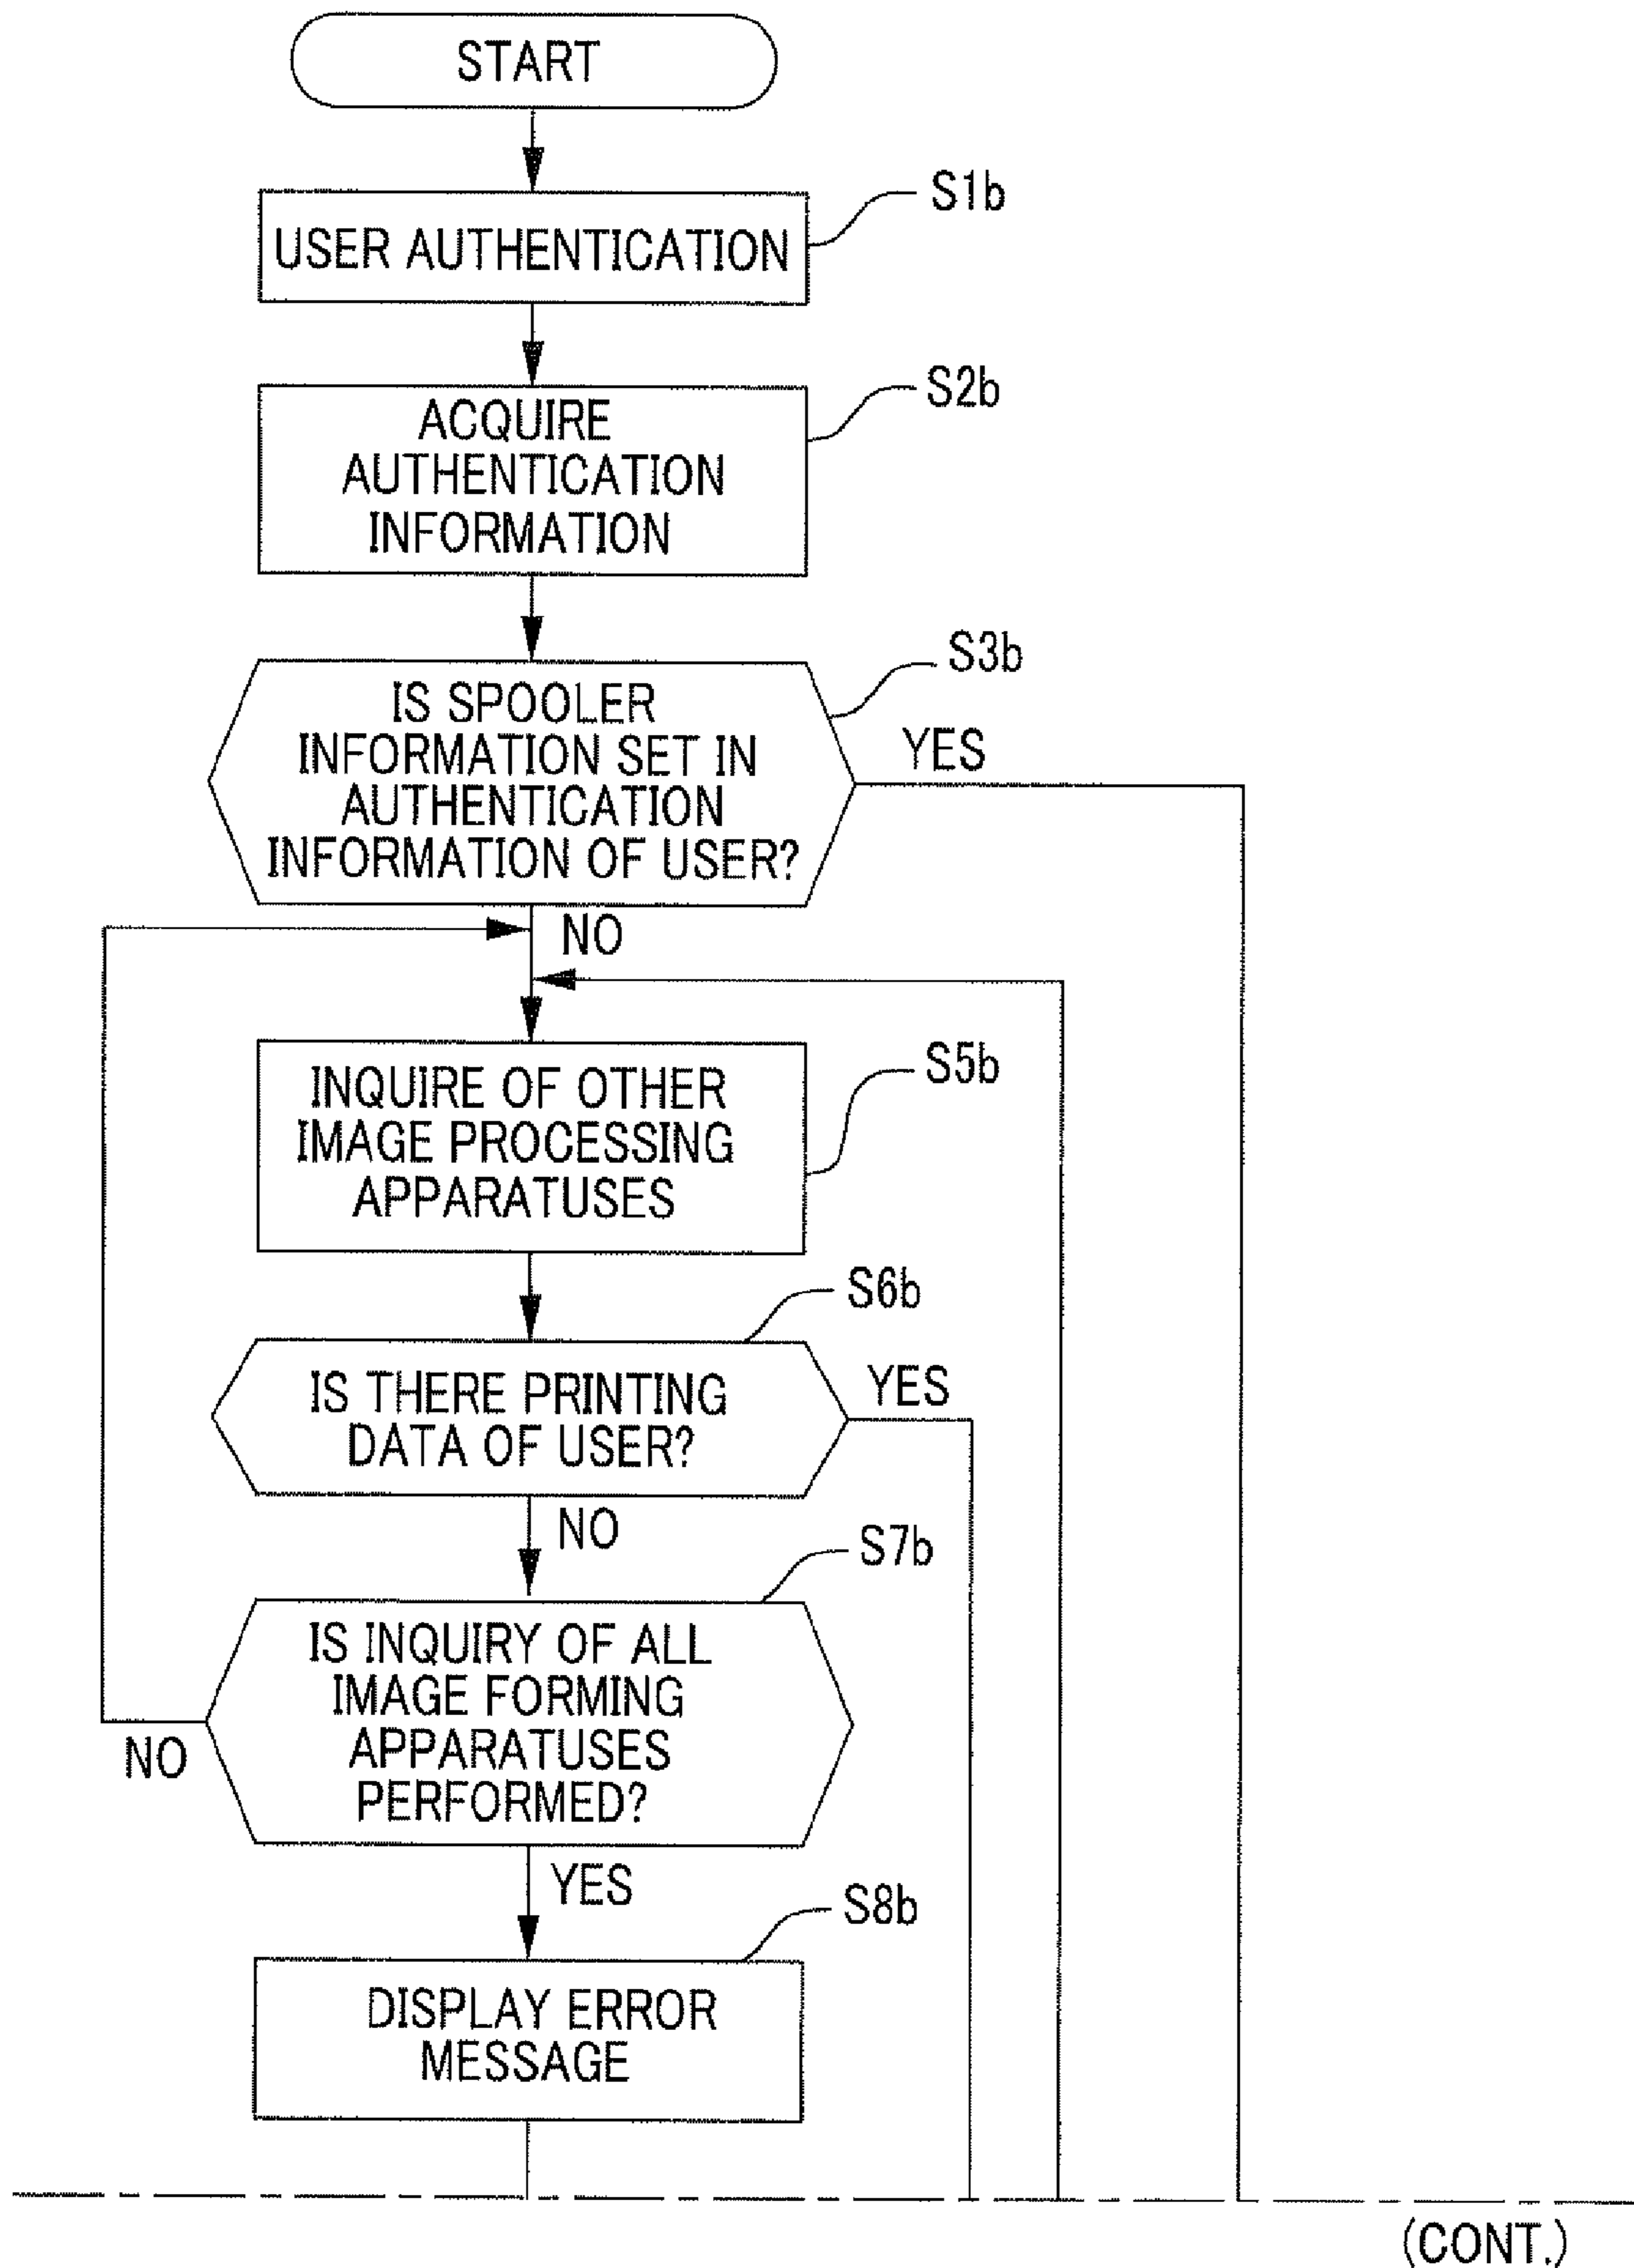 START
S1b
USER AUTHENTICATION
S2b
ACQUIRE
AUTHENTICATION
INFORMATION
S3b
IS SPOOLER
INFORMATION SET IN
AUTHENTICATION
INFORMATION OF USER?
YES
NO
S5b
INQUIRE OF OTHER
IMAGE PROCESSING
APPARATUSES
S6b
IS THERE PRINTING
DATA OF USER?
YES
NO
S7b
IS INQUIRY OF ALL
IMAGE FORMING
APPARATUSES
PERFORMED?
NO
YES
S8b
DISPLAY ERROR
MESSAGE
(CONT.)